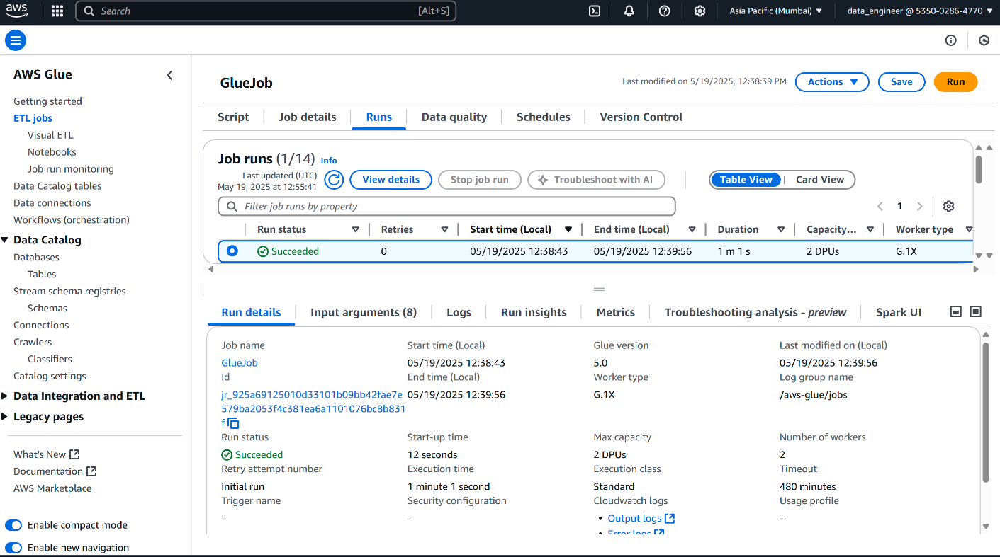 aws
Search [Alt+S]
Asia Pacific (Mumbai)
data_engineer @ 5350-0286-4770
AWS Glue
Getting started
ETL jobs
Visual ETL
Notebooks
Job run monitoring
Data Catalog tables
Data connections
Workflows (orchestration)
Data Catalog
Databases
Tables
Stream schema registries
Schemas
Connections
Crawlers
Classifiers
Catalog settings
Data Integration and ETL
Legacy pages
What's New
Documentation
AWS Marketplace
Enable compact mode
Enable new navigation
GlueJob
Last modified on 5/19/2025, 12:38:39 PM
Actions
Save
Run
Script Job details Runs Data quality Schedules Version Control
Job runs (1/14) Info
Last updated (UTC)
May 19, 2025 at 12:55:41
View details
Stop job run
Troubleshoot with AI
Table View
Card View
Filter job runs by property
1
Run status Retries Start time (Local) End time (Local) Duration Capacity... Worker type
Succeeded 0 05/19/2025 12:38:43 05/19/2025 12:39:56 1 m 1 s 2 DPUs G.1X
Run details Input arguments (8) Logs Run insights Metrics Troubleshooting analysis - preview Spark UI
Job name
GlueJob
Id
jr_925a69125010d33101b09bb42fae7e
579ba2053f4c381ea6a1101076bc8b831
f
Run status
Succeeded
Retry attempt number
Initial run
Trigger name
-
Start time (Local)
05/19/2025 12:38:43
End time (Local)
05/19/2025 12:39:56
Start-up time
12 seconds
Execution time
1 minute 1 second
Security configuration
-
Glue version
5.0
Worker type
G.1X
Max capacity
2 DPUs
Execution class
Standard
Cloudwatch logs
• Output logs
• Error logs
Last modified on (Local)
05/19/2025 12:39:56
Log group name
/aws-glue/jobs
Number of workers
2
Timeout
480 minutes
Usage profile
-